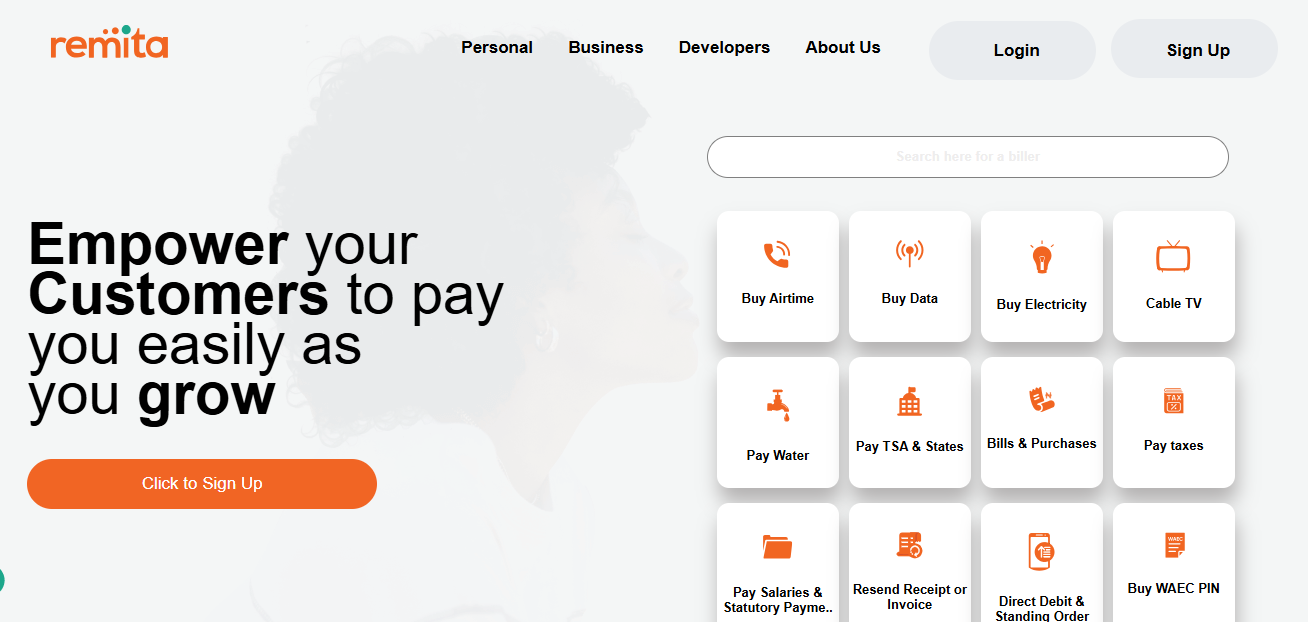 remita
Personal
Business
Developers
About Us
Login
Sign Up
Search here for a biller
Empower your
Customers to pay
you easily as
you grow
Click to Sign Up
Buy Airtime
Buy Data
Buy Electricity
Cable TV
Pay Water
Pay TSA & States
N
Bills & Purchases
TAX
%
Pay taxes
Pay Salaries &
Statutory Payme..
Resend Receipt or
Invoice
Direct Debit &
Standing Order
WAEC
Buy WAEC PIN